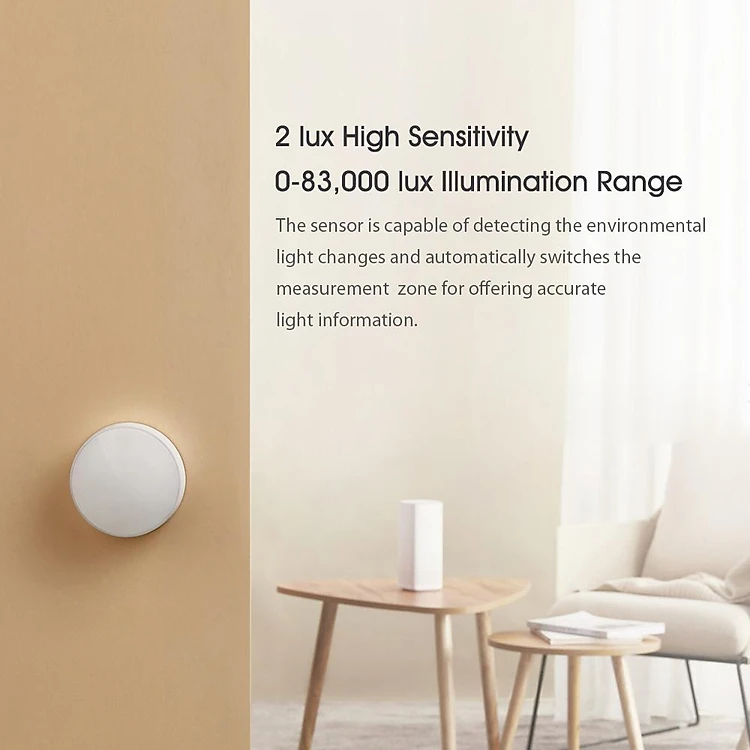 2 lux High Sensitivity
0-83,000 lux Illumination Range
The sensor is capable of detecting the environmental
light changes and automatically switches the
measurement zone for offering accurate
light information.